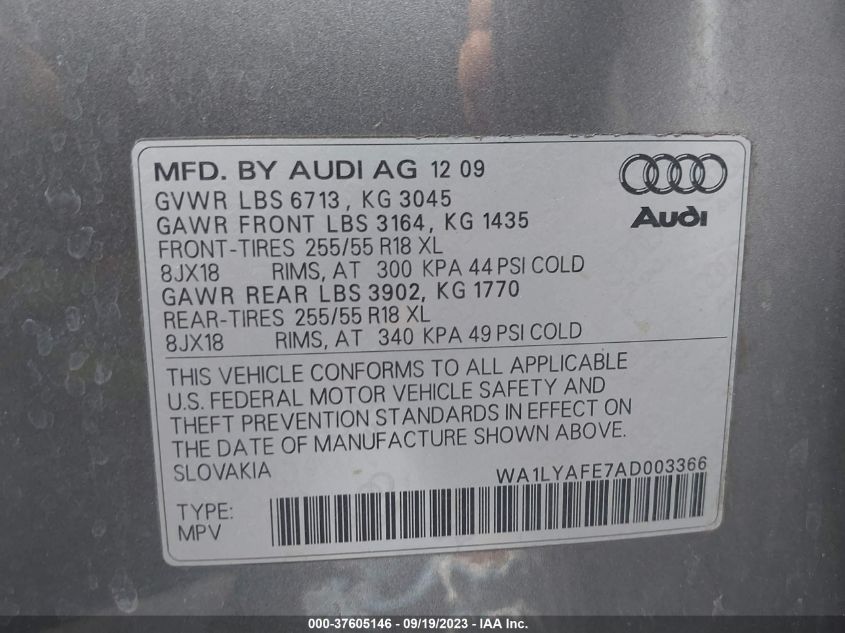 MFD. BY AUDI AG 12 09
GVWR LBS 6713, KG 3045
GAWR FRONT LBS 3164, KG 1435
FRONT-TIRES 255/55 R18 XL
8JX18 RIMS, AT 300 KPA 44 PSI COLD
GAWR REAR LBS 3902, KG 1770
REAR-TIRES 255/55 R18 XL
8JX18 RIMS, AT 340 KPA 49 PSI COLD
Audi
THIS VEHICLE CONFORMS TO ALL APPLICABLE
U.S. FEDERAL MOTOR VEHICLE SAFETY AND
THEFT PREVENTION STANDARDS IN EFFECT ON
THE DATE OF MANUFACTURE SHOWN ABOVE.
SLOVAKIA WA1LYAFE7AD003366
TYPE:
MPV
000-37605146 - 09/19/2023 - IAA Inc.